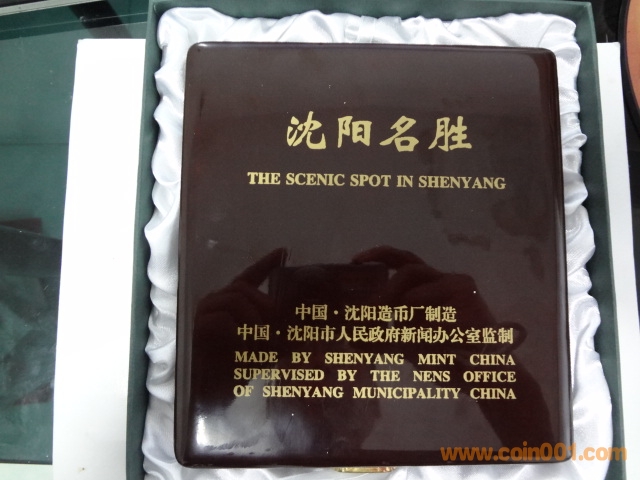 沈阳名胜
THE SCENIC SPOT IN SHENYANG
中国·沈阳造币厂制造
中国·沈阳市人民政府新闻办公室监制
MADE BY SHENYANG MINT CHINA
SUPERVISED BY THE NENS OFFICE
OF SHENYANG MUNICIPALITY CHINA
www.coin001.com